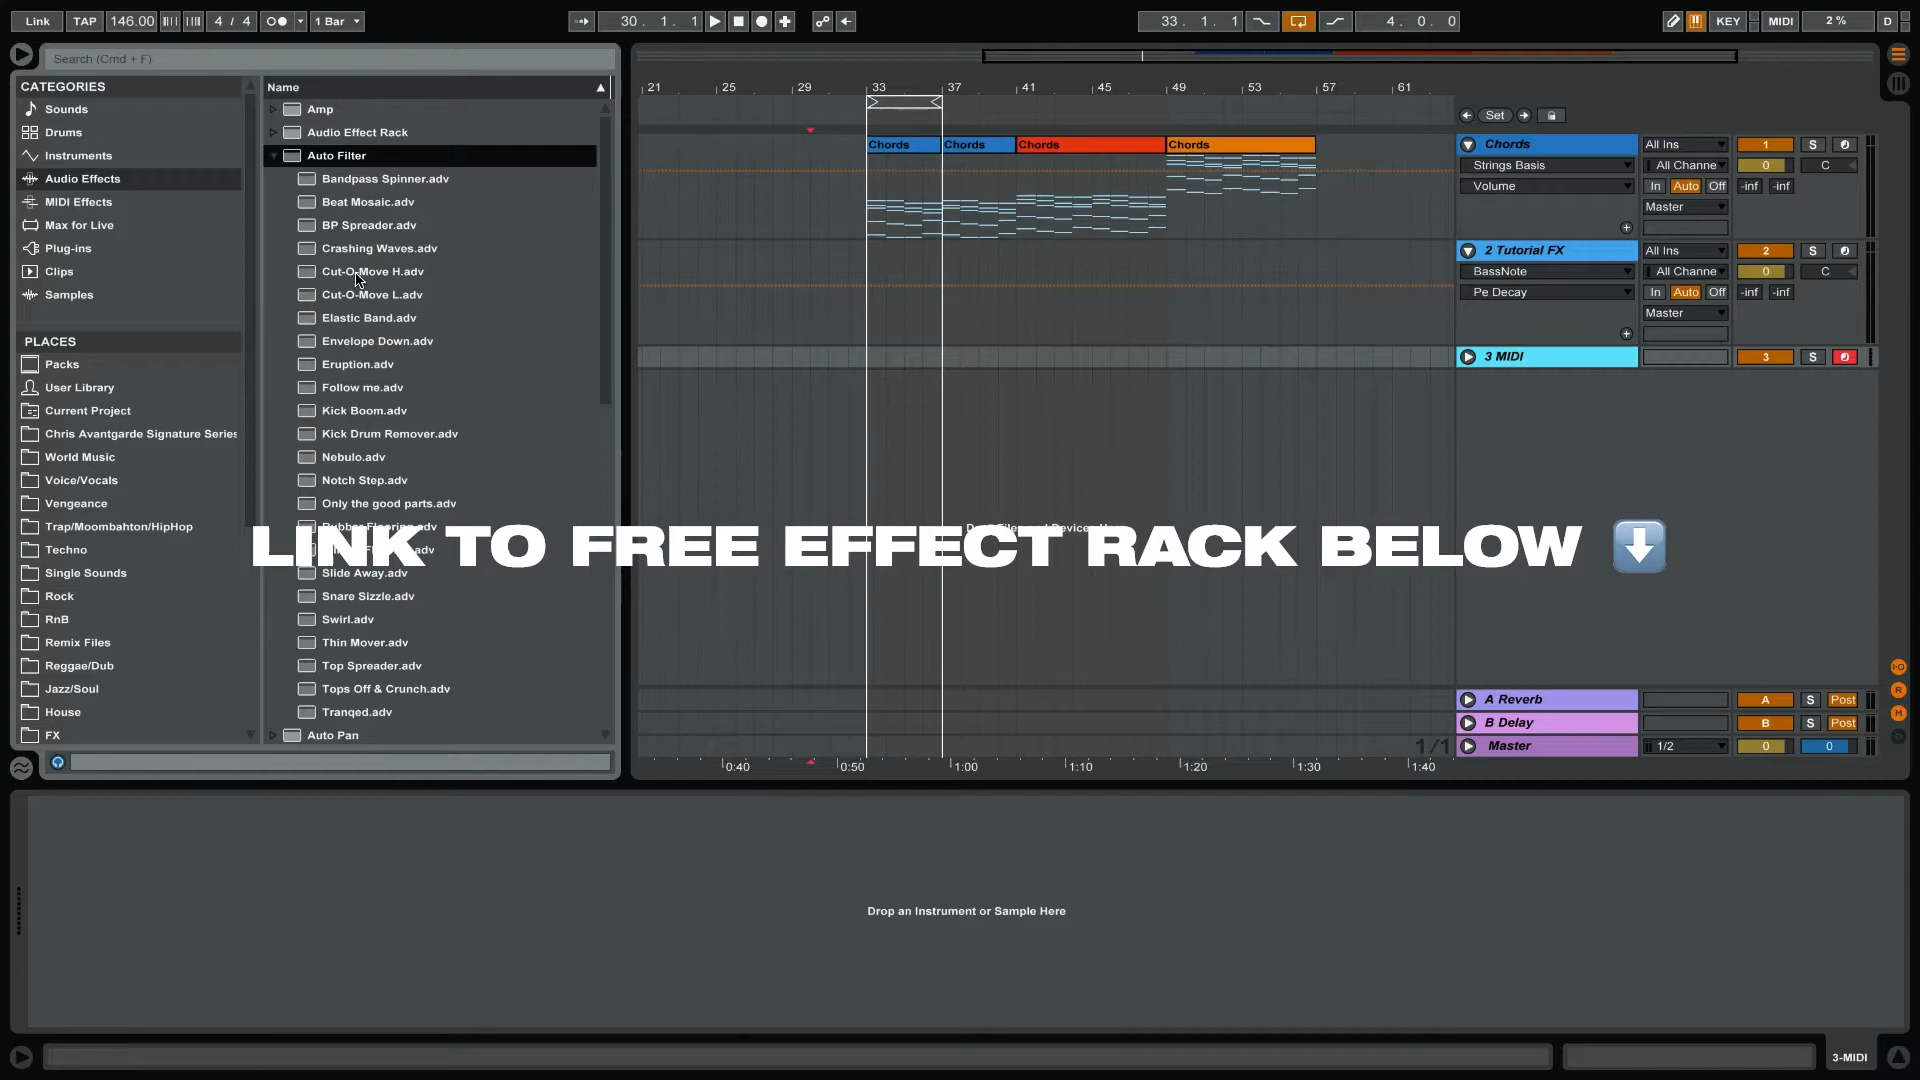 Link TAP 146.00 4 / 4 1 Bar 30. 1. 1 33. 1. 1 4. 0. 0 KEY MIDI 2 % D
Search (Cmd + F)
CATEGORIES
Sounds
Drums
Instruments
Audio Effects
MIDI Effects
Max for Live
Plug-ins
Clips
Samples
PLACES
Packs
User Library
Current Project
Chris Avantgarde Signature Series
World Music
Voice/Vocals
Vengeance
Trap/Moombahton/HipHop
Techno
Single Sounds
Rock
RnB
Remix Files
Reggae/Dub
Jazz/Soul
House
FX
Name
Amp
Audio Effect Rack
Auto Filter
Bandpass Spinner.adv
Beat Mosaic.adv
BP Spreader.adv
Crashing Waves.adv
Cut-O-Move H.adv
Cut-O-Move L.adv
Elastic Band.adv
Envelope Down.adv
Eruption.adv
Follow me.adv
Kick Boom.adv
Kick Drum Remover.adv
Nebulo.adv
Notch Step.adv
Only the good parts.adv
Slide Away.adv
Snare Sizzle.adv
Swirl.adv
Thin Mover.adv
Top Spreader.adv
Tops Off & Crunch.adv
Tranqed.adv
Auto Pan
21 25 29 33 37 41 45 49 53 57 61
Set
Chords Chords Chords Chords
Chords All Ins 1 S
Strings Basis All Channe 0 C
Volume In Auto Off -inf -inf
Master
2 Tutorial FX All Ins 2 S
BassNote All Channe 0 C
Pe Decay In Auto Off -inf -inf
Master
3 MIDI 3 S
LINK TO FREE EFFECT RACK BELOW
A Reverb A S Post
B Delay B S Post
1/1 Master 1/2 0 0
0:40 0:50 1:00 1:10 1:20 1:30 1:40
Drop an Instrument or Sample Here
3-MIDI